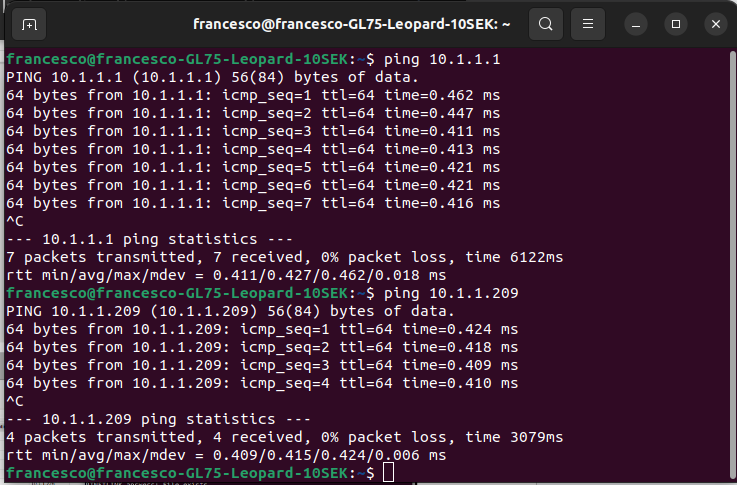 francesco@francesco-GL75-Leopard-10SEK: ~
francesco@francesco-GL75-Leopard-10SEK:~$ ping 10.1.1.1
PING 10.1.1.1 (10.1.1.1) 56(84) bytes of data.
64 bytes from 10.1.1.1: icmp_seq=1 ttl=64 time=0.462 ms
64 bytes from 10.1.1.1: icmp_seq=2 ttl=64 time=0.447 ms
64 bytes from 10.1.1.1: icmp_seq=3 ttl=64 time=0.411 ms
64 bytes from 10.1.1.1: icmp_seq=4 ttl=64 time=0.413 ms
64 bytes from 10.1.1.1: icmp_seq=5 ttl=64 time=0.421 ms
64 bytes from 10.1.1.1: icmp_seq=6 ttl=64 time=0.421 ms
64 bytes from 10.1.1.1: icmp_seq=7 ttl=64 time=0.416 ms
^C
--- 10.1.1.1 ping statistics ---
7 packets transmitted, 7 received, 0% packet loss, time 6122ms
rtt min/avg/max/mdev = 0.411/0.427/0.462/0.018 ms
francesco@francesco-GL75-Leopard-10SEK:~$ ping 10.1.1.209
PING 10.1.1.209 (10.1.1.209) 56(84) bytes of data.
64 bytes from 10.1.1.209: icmp_seq=1 ttl=64 time=0.424 ms
64 bytes from 10.1.1.209: icmp_seq=2 ttl=64 time=0.418 ms
64 bytes from 10.1.1.209: icmp_seq=3 ttl=64 time=0.409 ms
64 bytes from 10.1.1.209: icmp_seq=4 ttl=64 time=0.410 ms
^C
--- 10.1.1.209 ping statistics ---
4 packets transmitted, 4 received, 0% packet loss, time 3079ms
rtt min/avg/max/mdev = 0.409/0.415/0.424/0.006 ms
francesco@francesco-GL75-Leopard-10SEK:~$